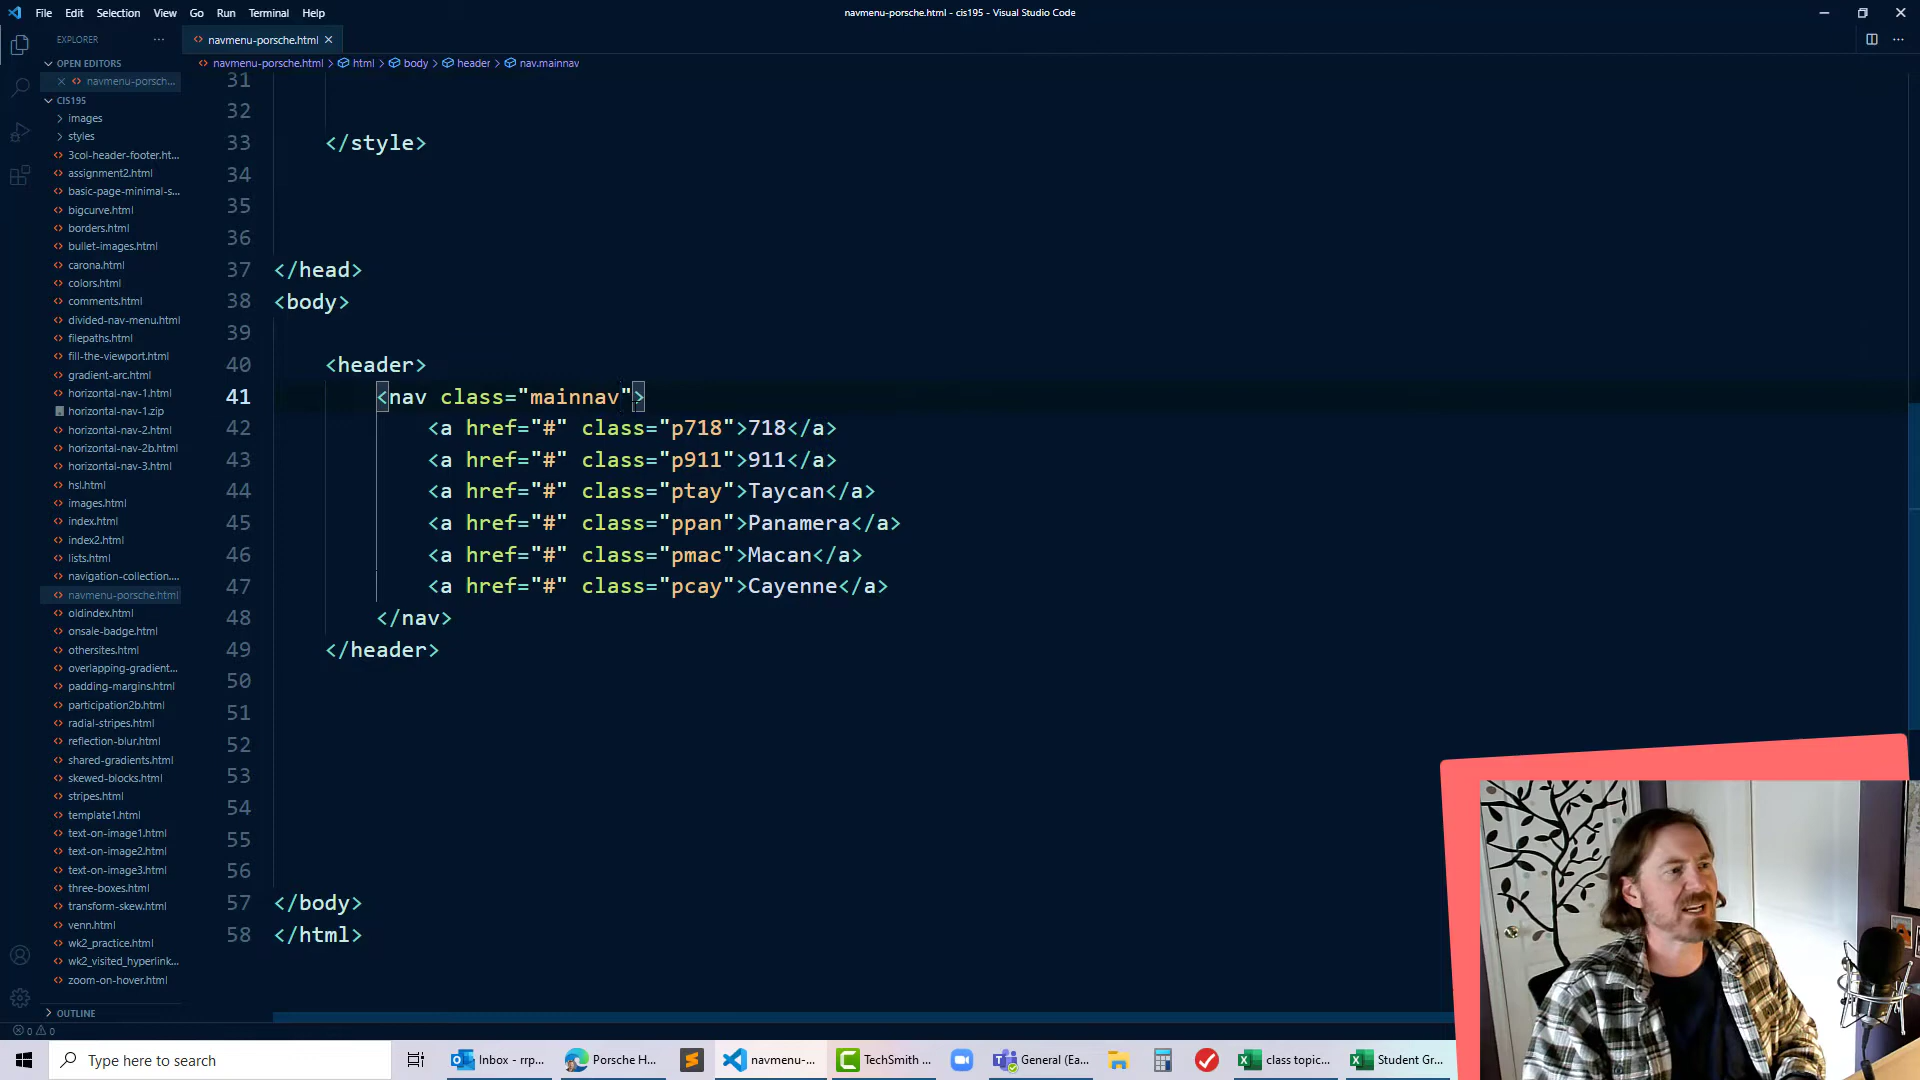 File Edit Selection View Go Run Terminal Help
navmenu-porsche.html - cis195 - Visual Studio Code
EXPLORER
navmenu-porsche.html
OPEN EDITORS
navmenu-porsch...
CIS195
images
styles
3col-header-footer.ht...
assignment2.html
basic-page-minimal-s...
bigcurve.html
borders.html
bullet-images.html
carona.html
colors.html
comments.html
divided-nav-menu.html
filepaths.html
fill-the-viewport.html
gradient-arc.html
horizontal-nav-1.html
horizontal-nav-1.zip
horizontal-nav-2.html
horizontal-nav-2b.html
horizontal-nav-3.html
hsl.html
images.html
index.html
index2.html
lists.html
navigation-collection....
navmenu-porsche.html
oldindex.html
onsale-badge.html
othersites.html
overlapping-gradient...
padding-margins.html
participation2b.html
radial-stripes.html
reflection-blur.html
shared-gradients.html
skewed-blocks.html
stripes.html
template1.html
text-on-image1.html
text-on-image2.html
text-on-image3.html
three-boxes.html
transform-skew.html
venn.html
wk2_practice.html
wk2_visited_hyperlink...
zoom-on-hover.html
OUTLINE
0 0
navmenu-porsche.html > html > body > header > nav.mainnav
31
32
33 </style>
34
35
36
37 </head>
38 <body>
39
40 <header>
41 <nav class="mainnav">
42 <a href="#" class="p718">718</a>
43 <a href="#" class="p911">911</a>
44 <a href="#" class="ptay">Taycan</a>
45 <a href="#" class="ppan">Panamera</a>
46 <a href="#" class="pmac">Macan</a>
47 <a href="#" class="pcay">Cayenne</a>
48 </nav>
49 </header>
50
51
52
53
54
55
56
57 </body>
58 </html>
Type here to search
Inbox - rrp...
Porsche H...
navmenu-...
TechSmith ...
General (Ea...
class topic...
Student Gr...